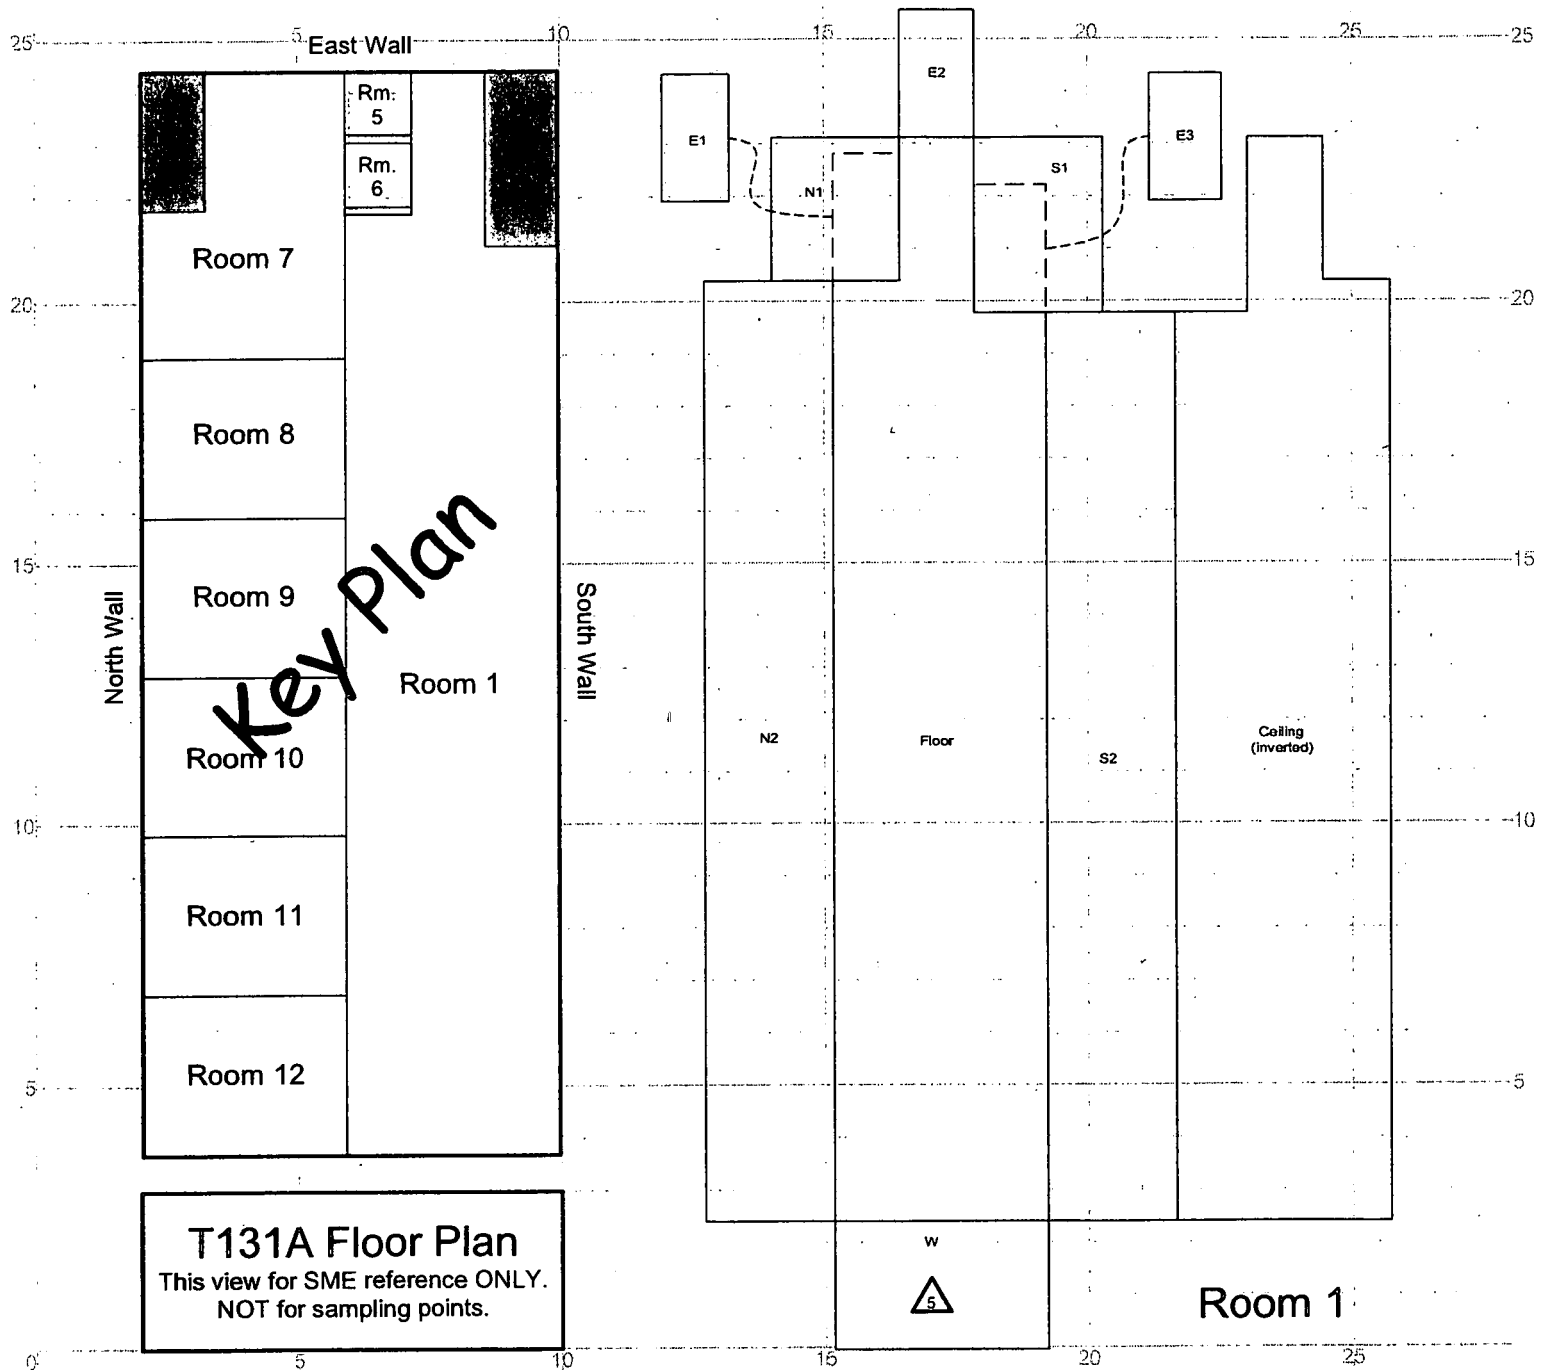 5
10
15
20
25
25
25
East Wall
Rm.
5
Rm.
6
Room 7
Room 8
Room 9
Room 10
Room 11
Room 12
Room 1
Key Plan
North Wall
South Wall
20
15
10
5
0
E1
E2
E3
N1
S1
N2
Floor
S2
Ceiling
(inverted)
W
5
20
15
10
5
T131A Floor Plan
This view for SME reference ONLY.
NOT for sampling points.
Room 1
5
10
15
20
25